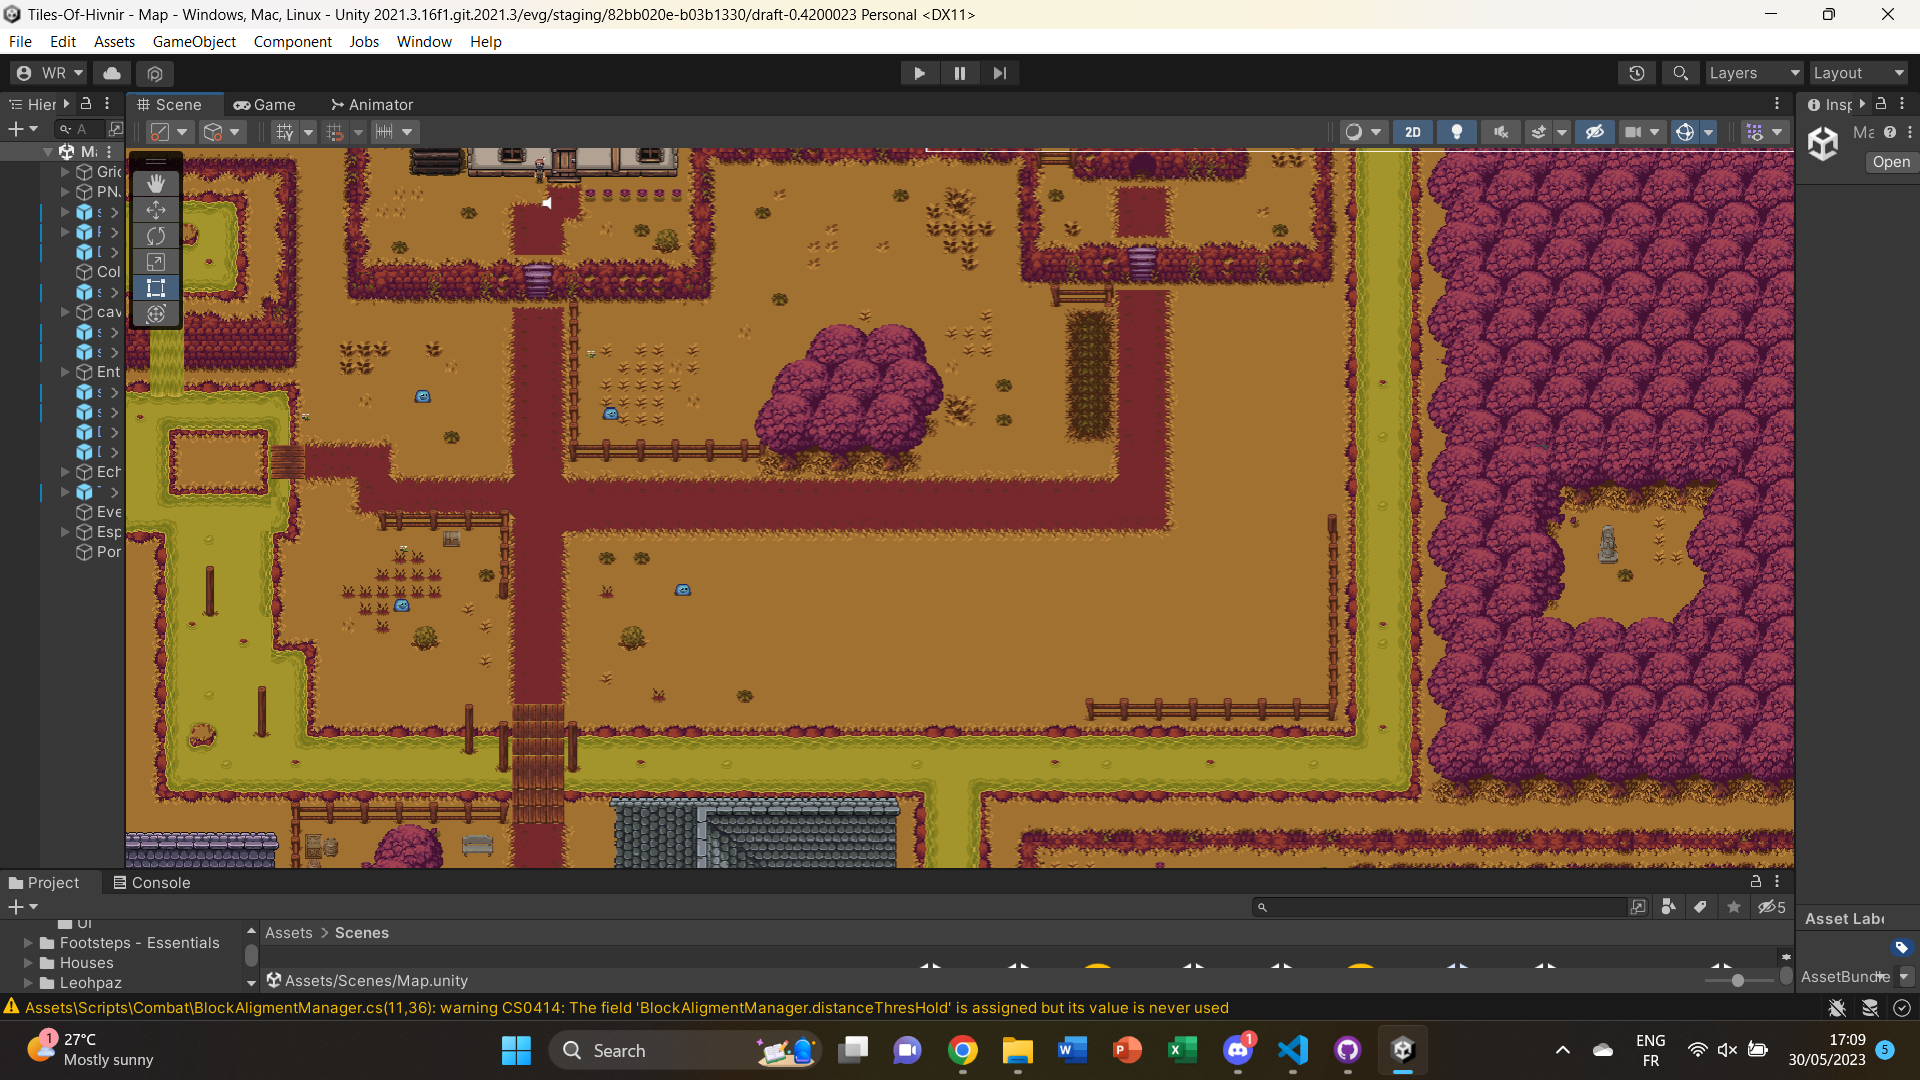 Tiles-Of-Hivnir - Map - Windows, Mac, Linux - Unity 2021.3.16f1.git.2021.3/evg/staging/82bb020e-b03b1330/draft-0.4200023 Personal <DX11>
File Edit Assets GameObject Component Jobs Window Help
WR Layers Layout
Hier Scene Game Animator Insp
A 2D
Ma
Gric
PN
s
F
D
Col
s
cav
s
s
Ent
s
s
D
D
Ech
Eve
Esp
Por
Open
Project Console
5
UI
Assets > Scenes
Footsteps - Essentials
Houses
Leohpaz
Assets/Scenes/Map.unity
Asset Labe
AssetBundle
Assets\Scripts\Combat\BlockAligmentManager.cs(11,36): warning CS0414: The field 'BlockAligmentManager.distanceThresHold' is assigned but its value is never used
1 27°C
Mostly sunny
Search
1
ENG
FR
17:09
30/05/2023
5